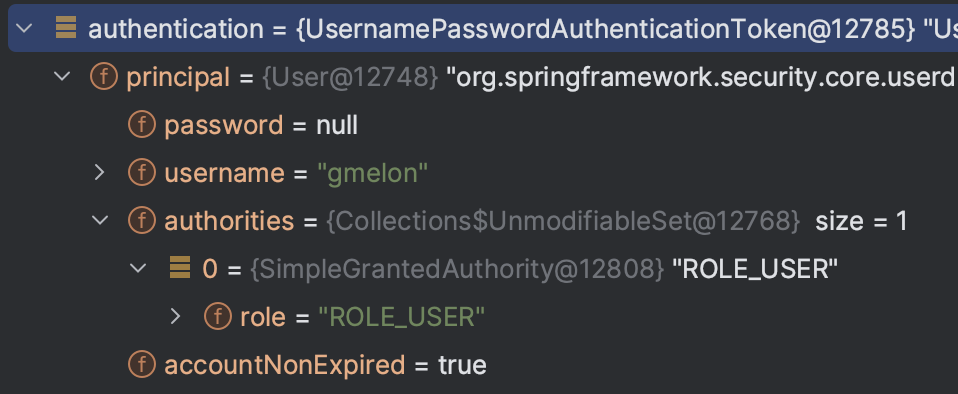 authentication = {UsernamePasswordAuthenticationToken@12785} "Us
f principal = {User@12748} "org.springframework.security.core.userd
f password = null
f username = "gmelon"
f authorities = {Collections$UnmodifiableSet@12768} size = 1
0 = {SimpleGrantedAuthority@12808} "ROLE_USER"
f role = "ROLE_USER"
f accountNonExpired = true